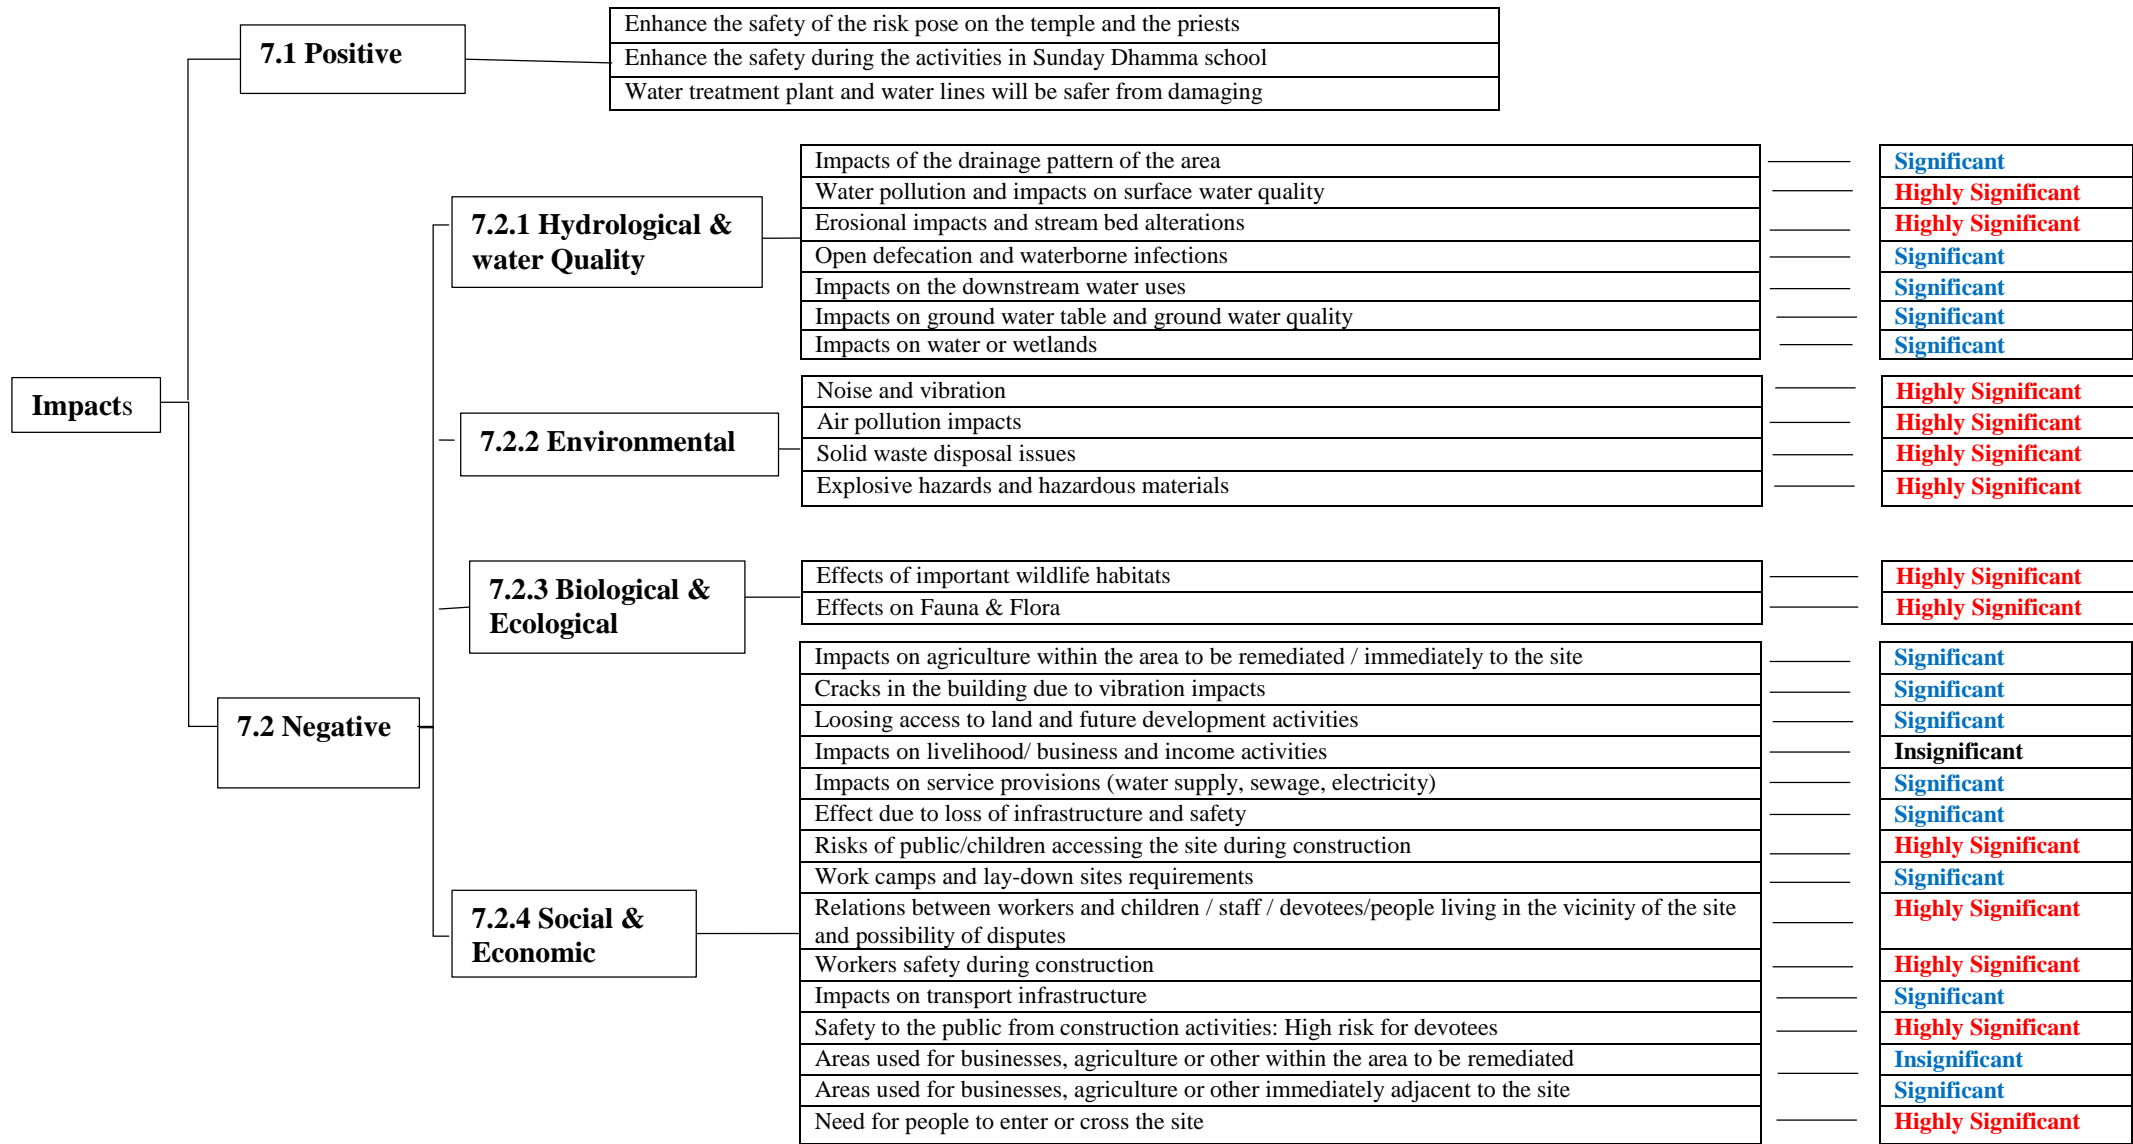 Impacts
7.1 Positive
Enhance the safety of the risk pose on the temple and the priests
Enhance the safety during the activities in Sunday Dhamma school
Water treatment plant and water lines will be safer from damaging
7.2 Negative
7.2.1 Hydrological &
water Quality
Impacts of the drainage pattern of the area
Significant
Water pollution and impacts on surface water quality
Highly Significant
Erosional impacts and stream bed alterations
Highly Significant
Open defecation and waterborne infections
Significant
Impacts on the downstream water uses
Significant
Impacts on ground water table and ground water quality
Significant
Impacts on water or wetlands
Significant
7.2.2 Environmental
Noise and vibration
Highly Significant
Air pollution impacts
Highly Significant
Solid waste disposal issues
Highly Significant
Explosive hazards and hazardous materials
Highly Significant
7.2.3 Biological &
Ecological
Effects of important wildlife habitats
Highly Significant
Effects on Fauna & Flora
Highly Significant
7.2.4 Social &
Economic
Impacts on agriculture within the area to be remediated / immediately to the site
Significant
Cracks in the building due to vibration impacts
Significant
Loosing access to land and future development activities
Significant
Impacts on livelihood/ business and income activities
Insignificant
Impacts on service provisions (water supply, sewage, electricity)
Significant
Effect due to loss of infrastructure and safety
Significant
Risks of public/children accessing the site during construction
Highly Significant
Work camps and lay-down sites requirements
Significant
Relations between workers and children / staff / devotees/people living in the vicinity of the site
and possibility of disputes
Highly Significant
Workers safety during construction
Highly Significant
Impacts on transport infrastructure
Significant
Safety to the public from construction activities: High risk for devotees
Highly Significant
Areas used for businesses, agriculture or other within the area to be remediated
Insignificant
Areas used for businesses, agriculture or other immediately adjacent to the site
Significant
Need for people to enter or cross the site
Highly Significant